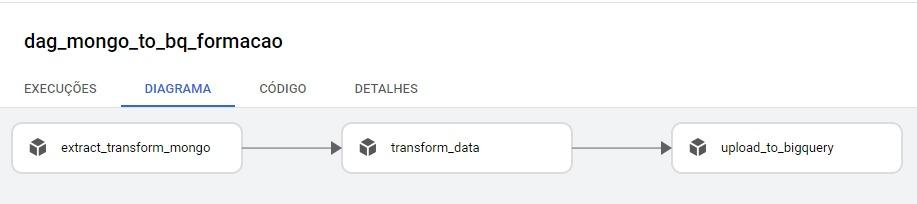 dag_mongo_to_bq_formacao
EXECUÇÕES DIAGRAMA CÓDIGO DETALHES
extract_transform_mongo transform_data upload_to_bigquery